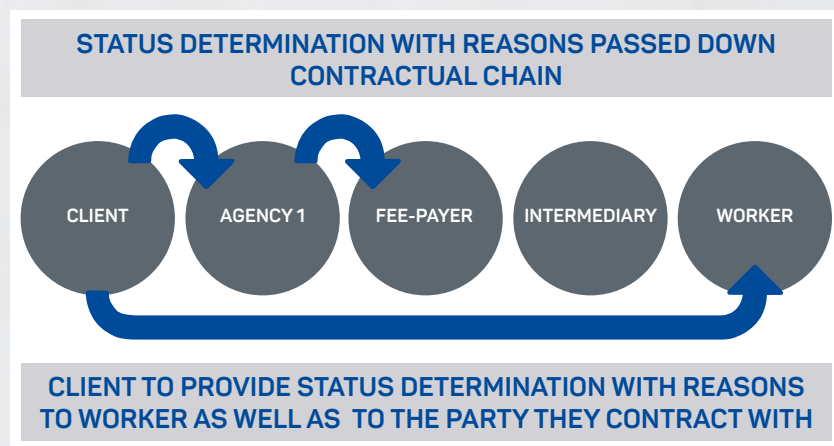 STATUS DETERMINATION WITH REASONS PASSED DOWN
CONTRACTUAL CHAIN
CLIENT
AGENCY 1
FEE-PAYER
INTERMEDIARY
WORKER
CLIENT TO PROVIDE STATUS DETERMINATION WITH REASONS
TO WORKER AS WELL AS TO THE PARTY THEY CONTRACT WITH